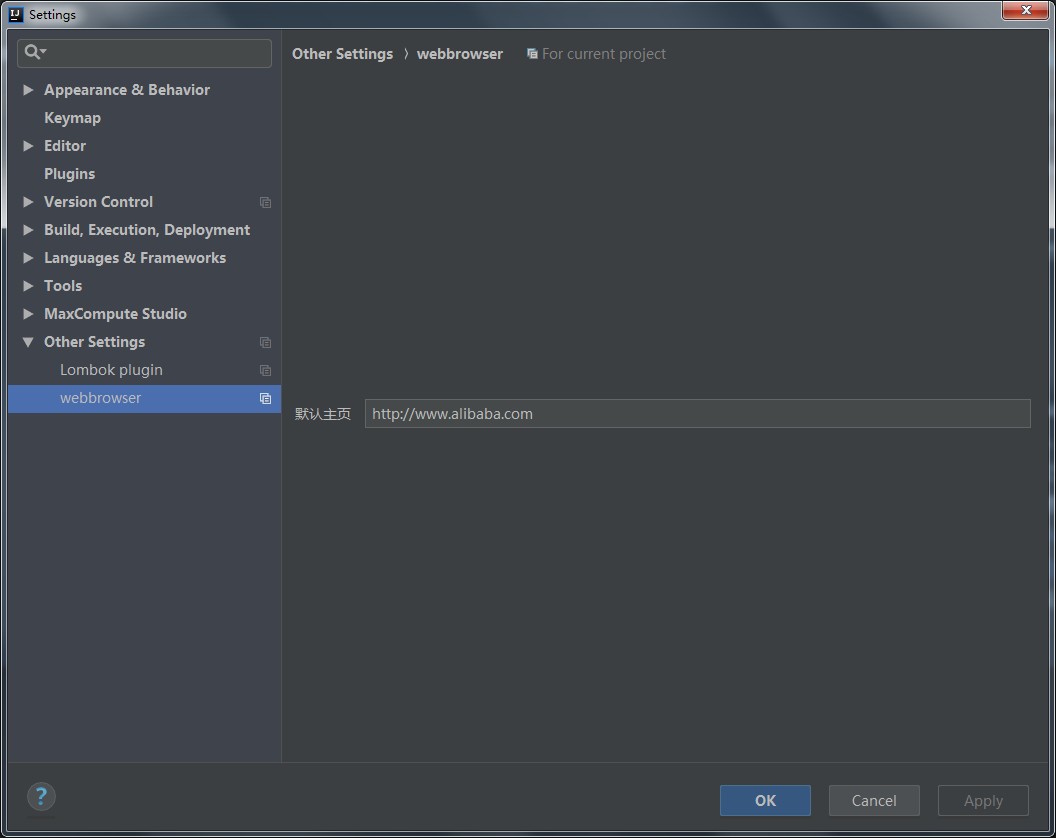 Settings
Other Settings › webbrowser For current project
Appearance & Behavior
Keymap
Editor
Plugins
Version Control
Build, Execution, Deployment
Languages & Frameworks
Tools
MaxCompute Studio
Other Settings
Lombok plugin
webbrowser
默认主页 http://www.alibaba.com
? OK Cancel Apply